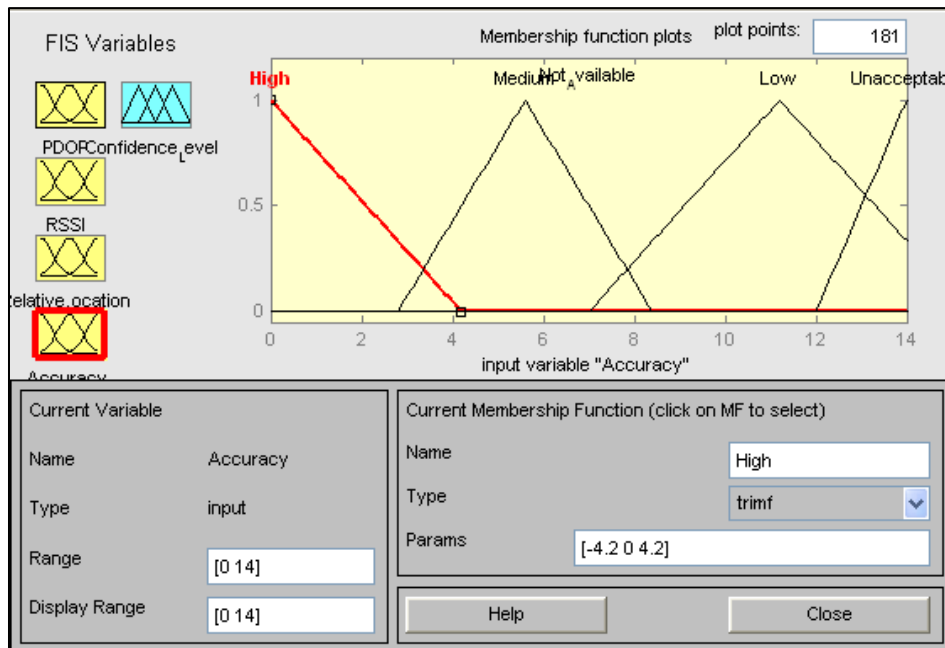 FIS Variables
Membership function plots
plot points:
181
High
Medium
Not_Available
Low
Unacceptab
1
0.5
0
PDOP
Confidence_Level
RSSI
RelativeLocation
Accuracy
0 2 4 6 8 10 12 14
input variable "Accuracy"
Current Variable
Name Accuracy
Type input
Range [0 14]
Display Range [0 14]
Current Membership Function (click on MF to select)
Name High
Type trimf
Params [-4.2 0 4.2]
Help
Close